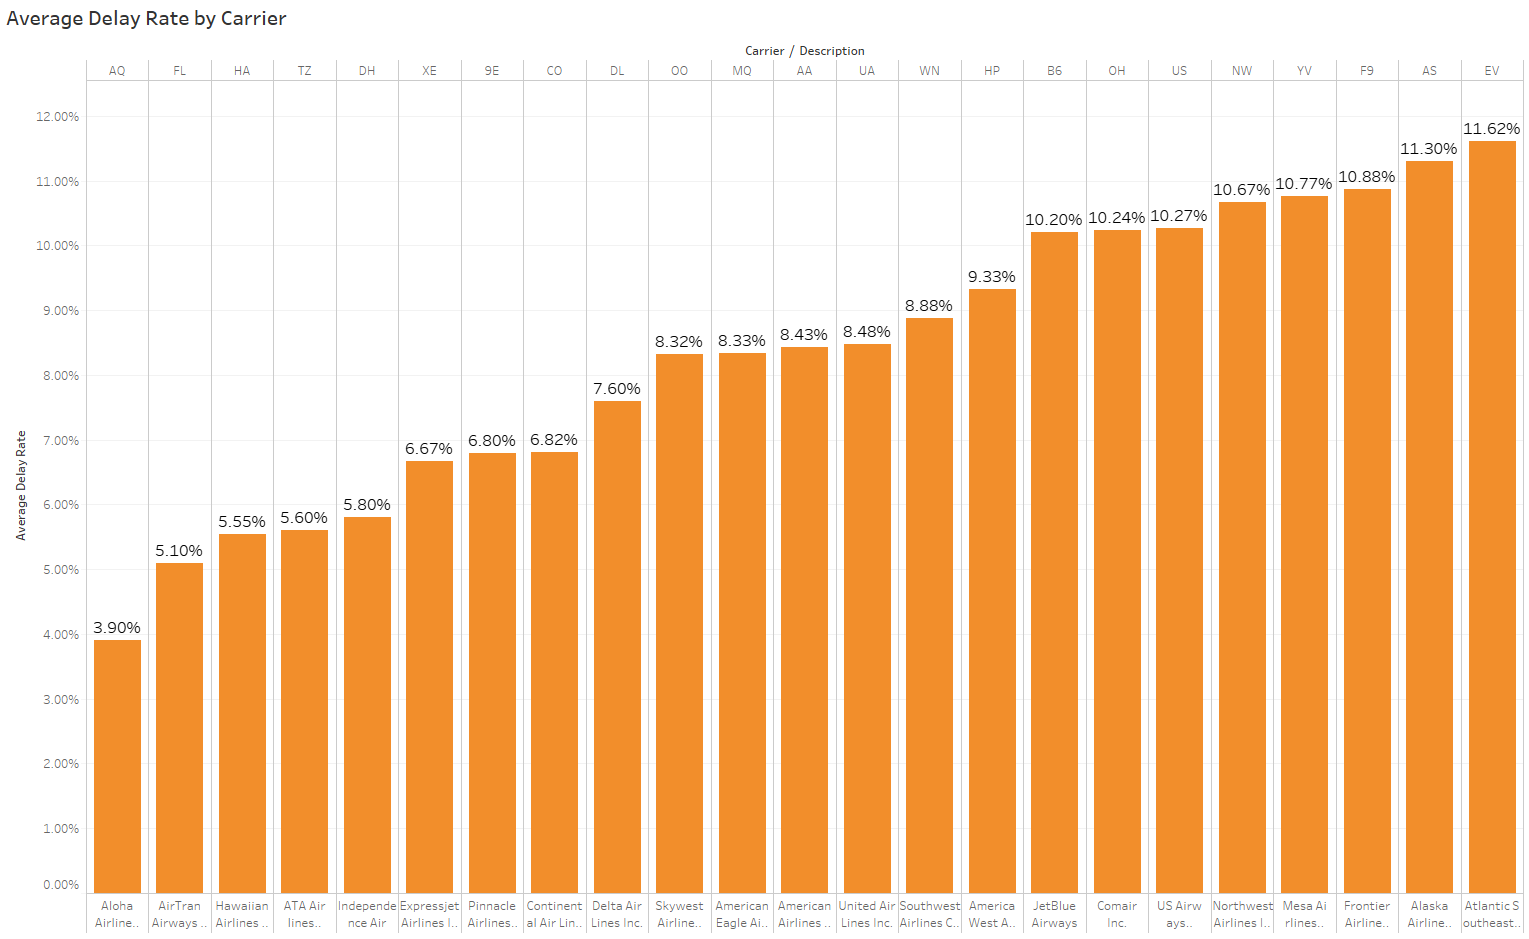 Average Delay Rate by Carrier
Carrier / Description
AQ FL HA TZ DH XE 9E CO DL OO MQ AA UA WN HP B6 OH US NW YV F9 AS EV
12.00%
11.00%
10.00%
9.00%
8.00%
7.00%
6.00%
5.00%
4.00%
3.00%
2.00%
1.00%
0.00%
Average Delay Rate
3.90%
5.10%
5.55%
5.60%
5.80%
6.67%
6.80%
6.82%
7.60%
8.32%
8.33%
8.43%
8.48%
8.88%
9.33%
10.20%
10.24%
10.27%
10.67%
10.77%
10.88%
11.30%
11.62%
Aloha
Airline..
AirTran
Airways ..
Hawaiian
Airlines ..
ATA Air
lines..
Independe
nce Air
Expressjet
Airlines I..
Pinnacle
Airlines..
Continent
al Air Lin..
Delta Air
Lines Inc.
Skywest
Airline..
American
Eagle Ai..
American
Airlines ..
United Air
Lines Inc.
Southwest
Airlines C..
America
West A..
JetBlue
Airways
Comair
Inc.
US Airw
ays..
Northwest
Airlines I..
Mesa Ai
rlines..
Frontier
Airline..
Alaska
Airline..
Atlantic S
outheast..